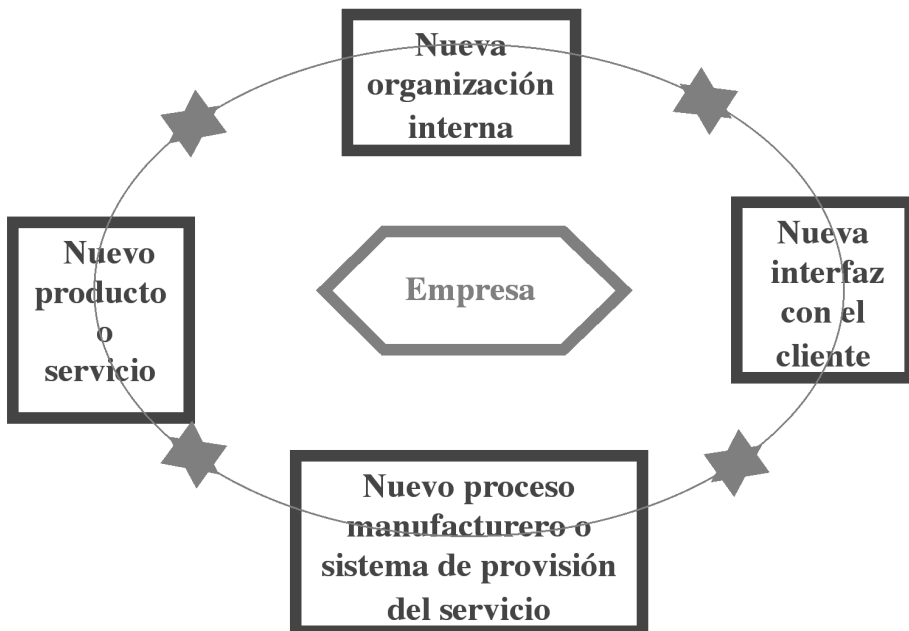 Nueva
organización
interna
Nuevo
producto
o
servicio
Empresa
Nueva
interfaz
con el
cliente
Nuevo proceso
manufacturero o
sistema de provisión
del servicio